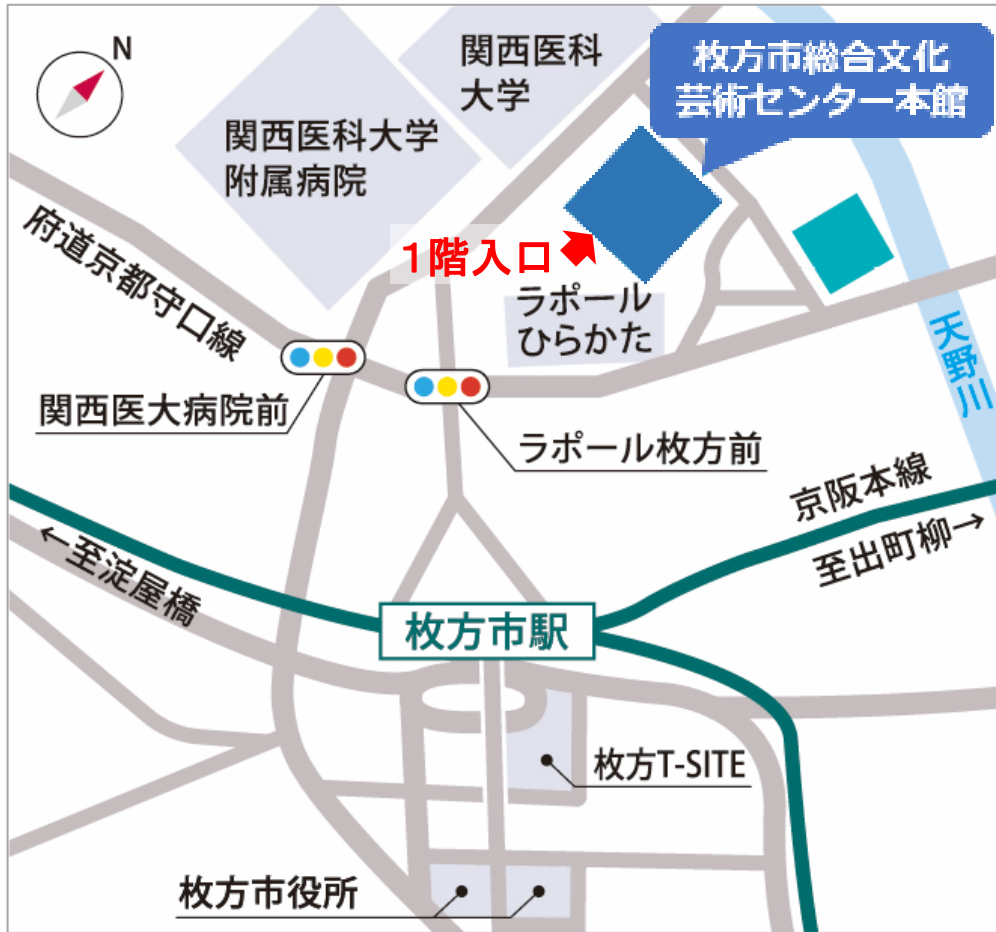 N
関西医科
大学
枚方市総合文化
芸術センター本館
関西医科大学
附属病院
府道京都守口線
1階入口
ラポール
ひらかた
天野川
関西医大病院前
ラポール枚方前
京阪本線
至出町柳→
←至淀屋橋
枚方市駅
枚方T-SITE
枚方市役所